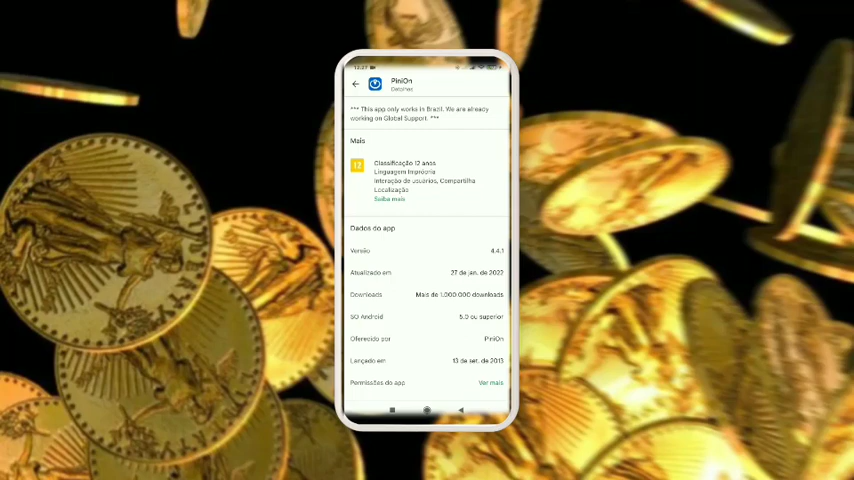 PiniOn
Detalhes
*** This app only works in Brazil. We are already
working on Global Support. ***
Mais
12
Classificação 12 anos
Linguagem Imprópria
Interação de usuários, Compartilha
Localização
Saiba mais
Dados do app
Versão 4.4.1
Atualizado em 27 de jan. de 2022
Downloads Mais de 1.000.000 downloads
SO Android 5.0 ou superior
Oferecido por PiniOn
Lançado em 13 de set. de 2013
Permissões do app Ver mais